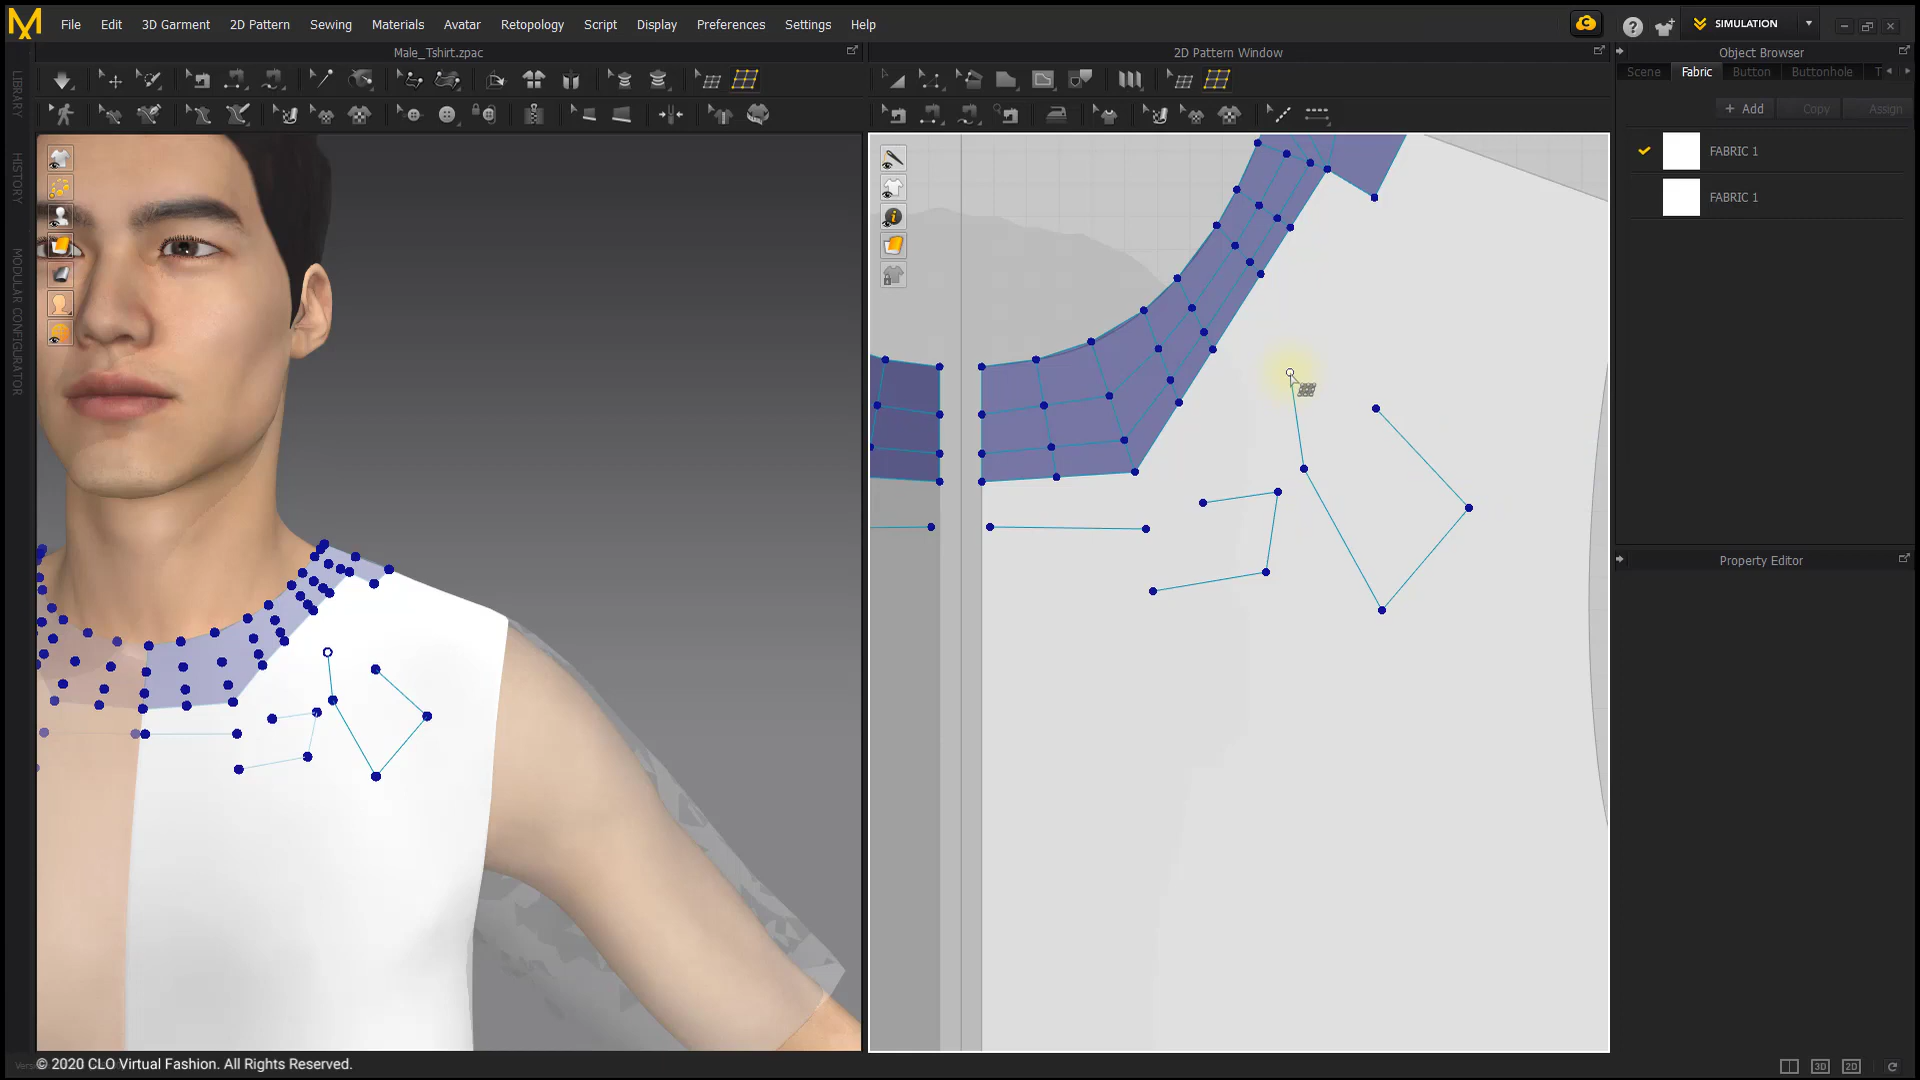 File Edit 3D Garment 2D Pattern Sewing Materials Avatar Retopology Script Display Preferences Settings Help
SIMULATION
Male_Tshirt.zpac
2D Pattern Window
Object Browser
Scene Fabric Button Buttonhole T
+ Add Copy Assign
FABRIC 1
FABRIC 1
Property Editor
LIBRARY
HISTORY
MODULAR CONFIGURATOR
© 2020 CLO Virtual Fashion. All Rights Reserved.
3D 2D